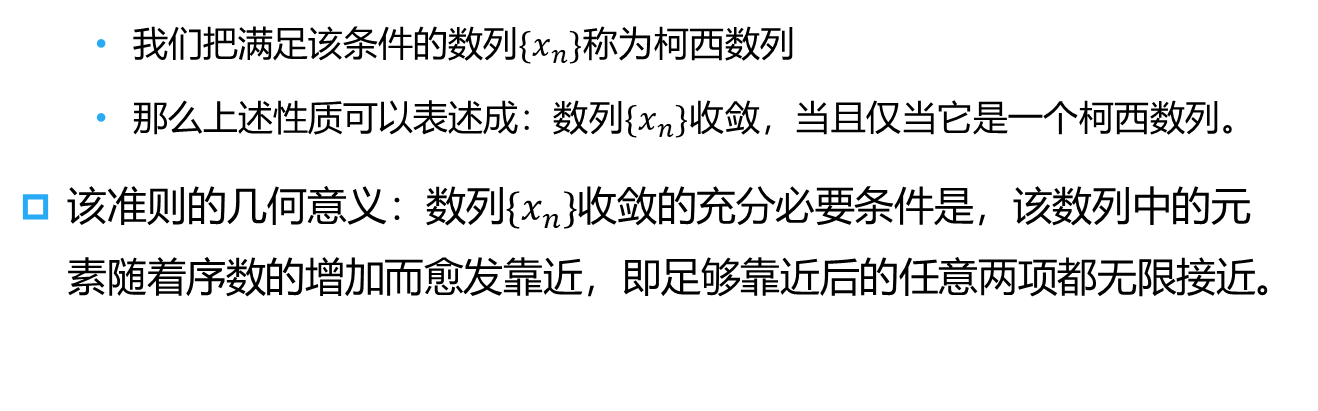 我们把满足该条件的数列{xₙ}称为柯西数列
那么上述性质可以表述成：数列{xₙ}收敛，当且仅当它是一个柯西数列。
该准则的几何意义：数列{xₙ}收敛的充分必要条件是，该数列中的元
素随着序数的增加而愈发靠近，即足够靠近后的任意两项都无限接近。